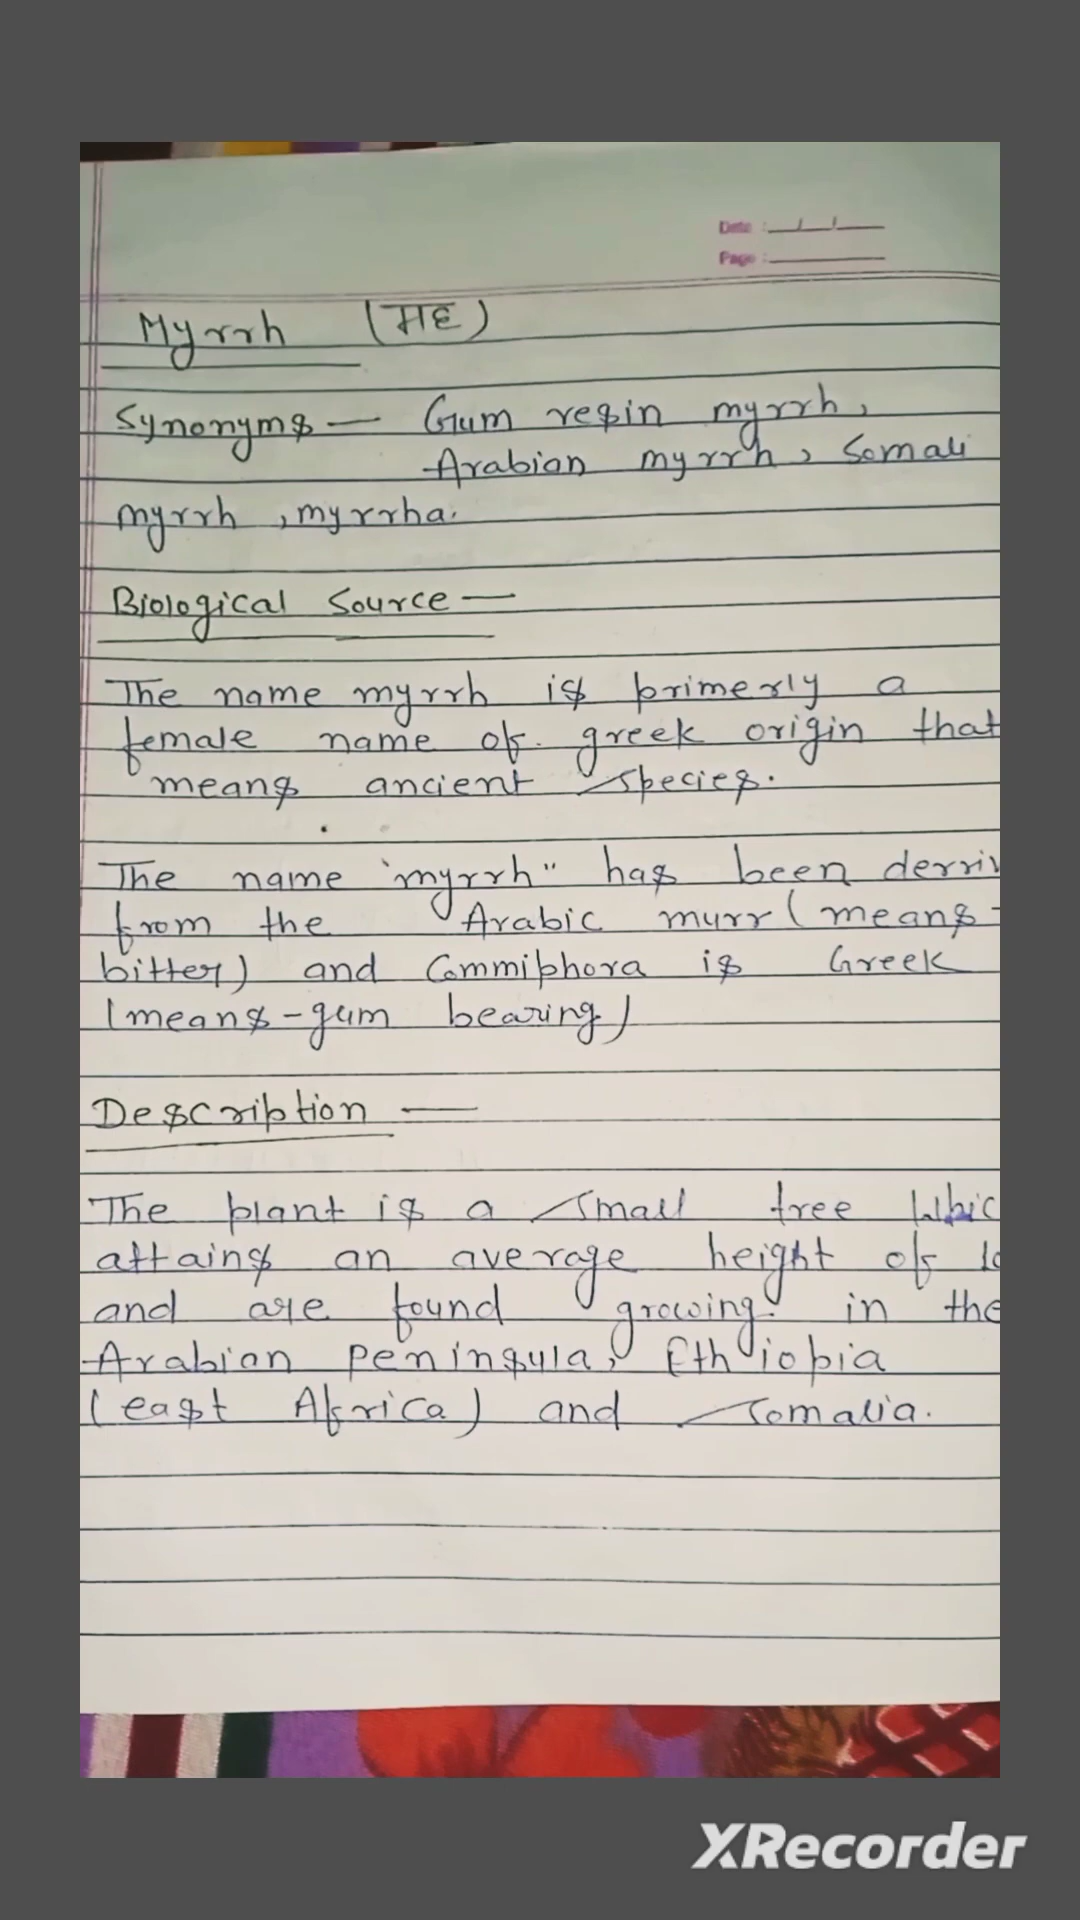 Date :
Page :
Myrrh (मह)
Synonyms — Gum resin myrrh,
Arabian myrrh, Somali
myrrh, myrrha.
Biological Source —
The name myrrh is primerly a
female name of greek origin that
means ancient species.
The name "myrrh" has been derriv
from the Arabic murr (means-
bitter) and Commiphora is Greek
(means-gum bearing)
Description —
The plant is a small tree Whic
attains an average height of
and are found growing in the
Arabian Peninsula, Ethiopia
(east Africa) and Somalia.
XRecorder